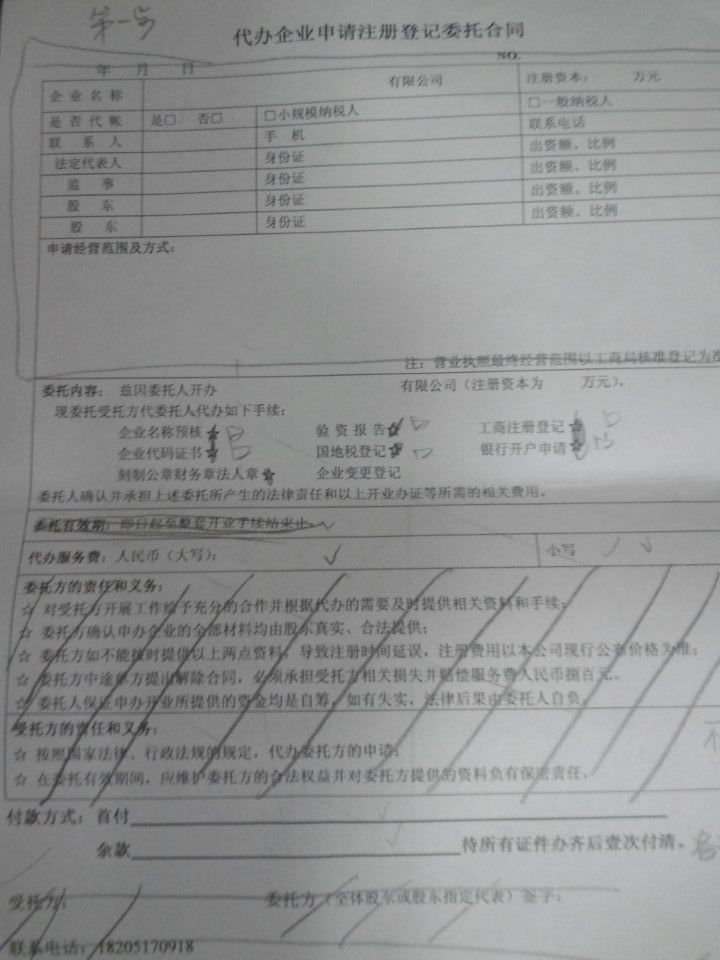 第一步
代办企业申请注册登记委托合同
NO.
年 月 日
企业名称 有限公司 注册资本: 万元
是否代帐 是□ 否□ □小规模纳税人 □一般纳税人
联系人 手机 联系电话
法定代表人 身份证 出资额、比例
监事 身份证 出资额、比例
股东 身份证 出资额、比例
股东 身份证 出资额、比例
申请经营范围及方式:
注:营业执照最终经营范围以工商局核准登记为准
委托内容: 兹因委托人开办 有限公司(注册资本为 万元)。
现委托受托方代委托人代办如下手续:
企业名称预核☆ 验资报告☆ 工商注册登记☆
企业代码证书☆ 国地税登记☆ 银行开户申请☆
刻制公章财务章法人章☆ 企业变更登记
委托人确认并承担上述委托所产生的法律责任和以上开业办证等所需的相关费用。
委托有效期:即日起至整套开业手续结束止
代办服务费:人民币(大写): 小写
委托方的责任和义务:
☆ 对受托方开展工作给予充分的合作并根据代办的需要及时提供相关资料和手续;
☆ 委托方确认申办企业的全部材料均由股东真实、合法提供;
☆ 委托方如不能按时提供以上两点资料,导致注册时间延误,注册费用以本公司现行公布价格为准;
☆ 委托方中途单方提出解除合同,必须承担受托方相关损失并赔偿服务费人民币捌百元。
☆ 委托人保证申办开业所提供的资金均是自筹,如有失实,法律后果由委托人自负。
受托方的责任和义务:
☆ 按照国家法律、行政法规的规定,代办委托方的申请;
☆ 在委托有效期间,应维护委托方的合法权益并对委托方提供的资料负有保密责任。
付款方式:首付
余款 待所有证件办齐后壹次付清。
受托方: 委托方(全体股东或股东指定代表)签字:
联系电话:18205170918